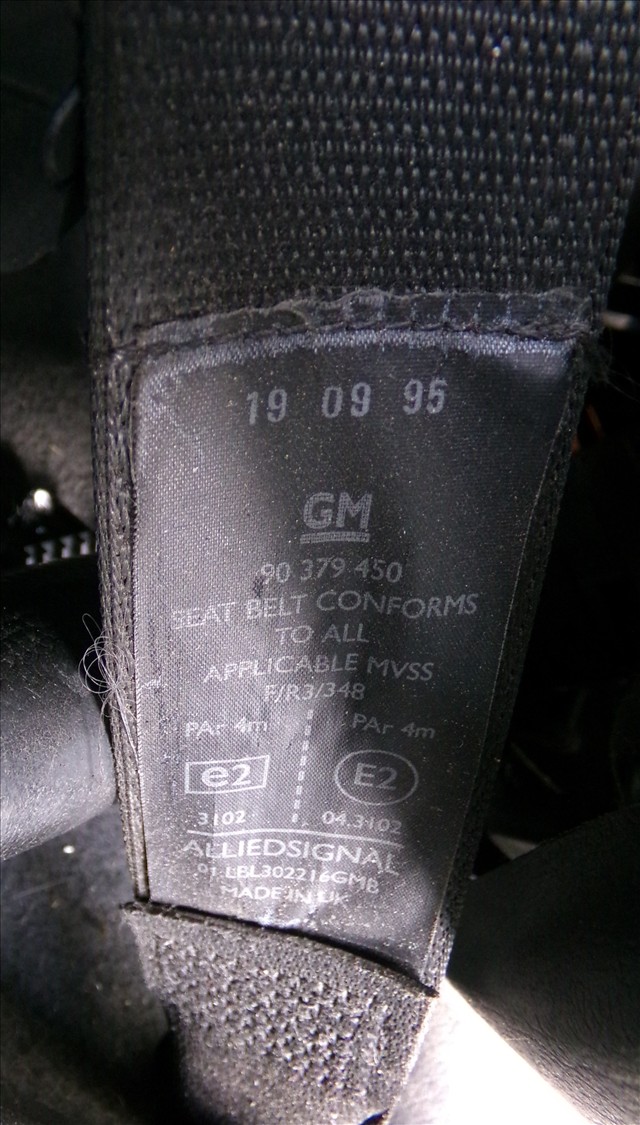 19 09 95
GM
90 379 450
SEAT BELT CONFORMS
TO ALL
APPLICABLE MVSS
F/R3/348
PAr 4m PAr 4m
e2 E2
3102 04.3102
ALLIEDSIGNAL
01 LBL302216GMB
MADE IN UK